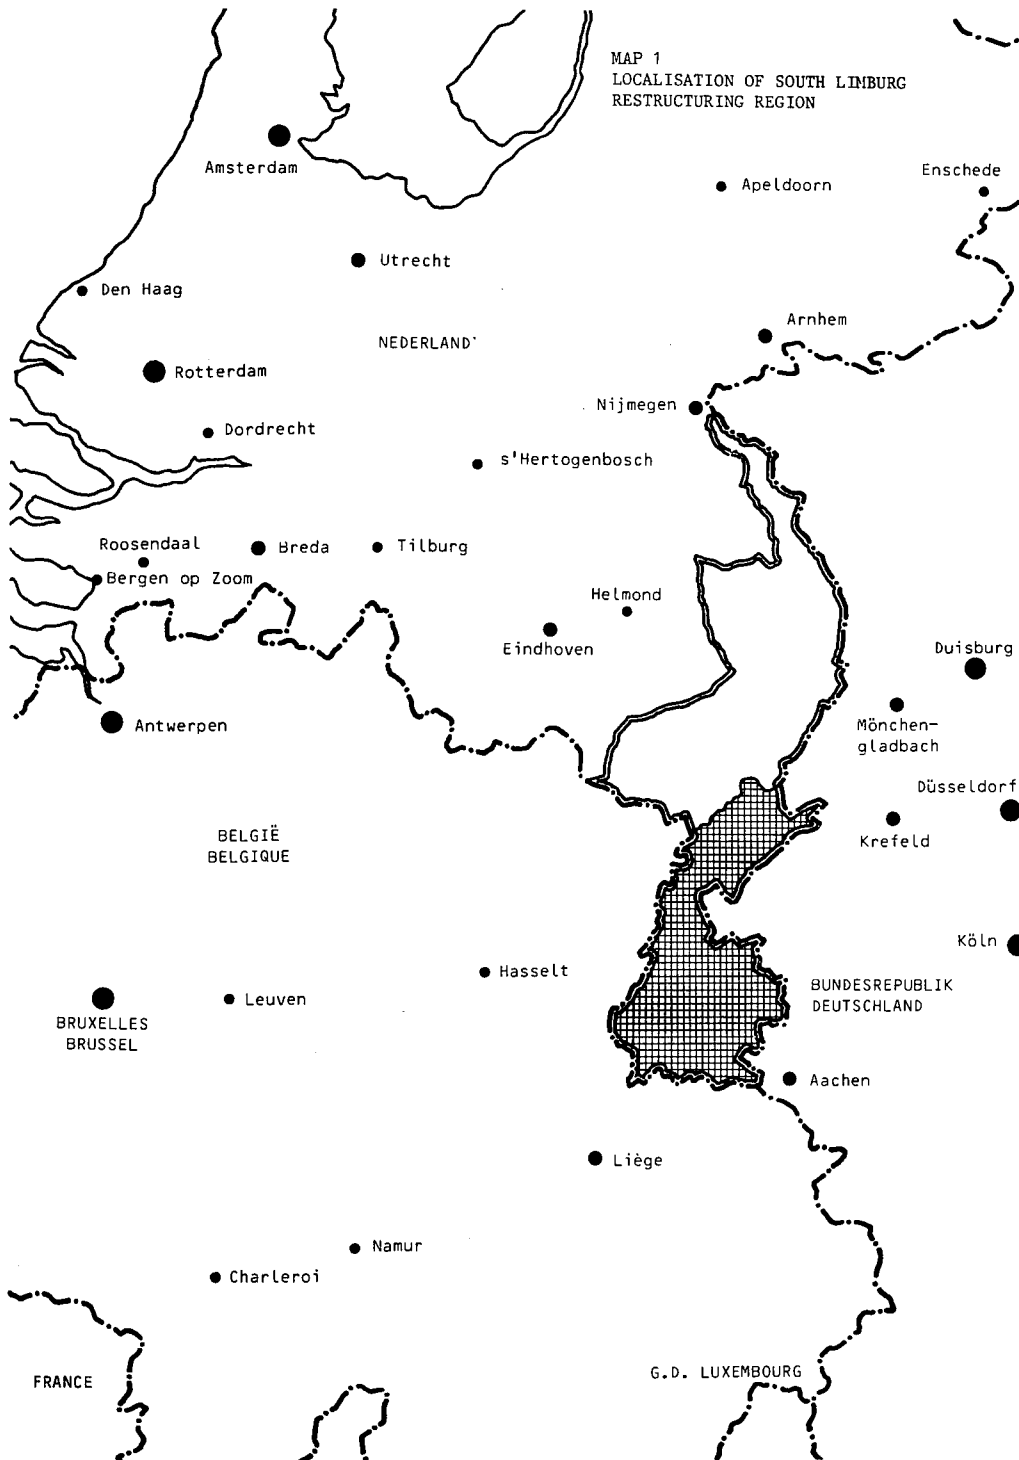 MAP 1
LOCALISATION OF SOUTH LIMBURG
RESTRUCTURING REGION
Amsterdam
Enschede
Apeldoorn
Utrecht
Den Haag
Arnhem
NEDERLAND
Rotterdam
Nijmegen
Dordrecht
s'Hertogenbosch
Roosendaal
Breda
Tilburg
Bergen op Zoom
Helmond
Eindhoven
Duisburg
Antwerpen
Mönchen-
gladbach
Düsseldorf
BELGIË
BELGIQUE
Krefeld
Köln
Hasselt
BUNDESREPUBLIK
DEUTSCHLAND
Leuven
BRUXELLES
BRUSSEL
Aachen
Liège
Namur
Charleroi
FRANCE
G.D. LUXEMBOURG